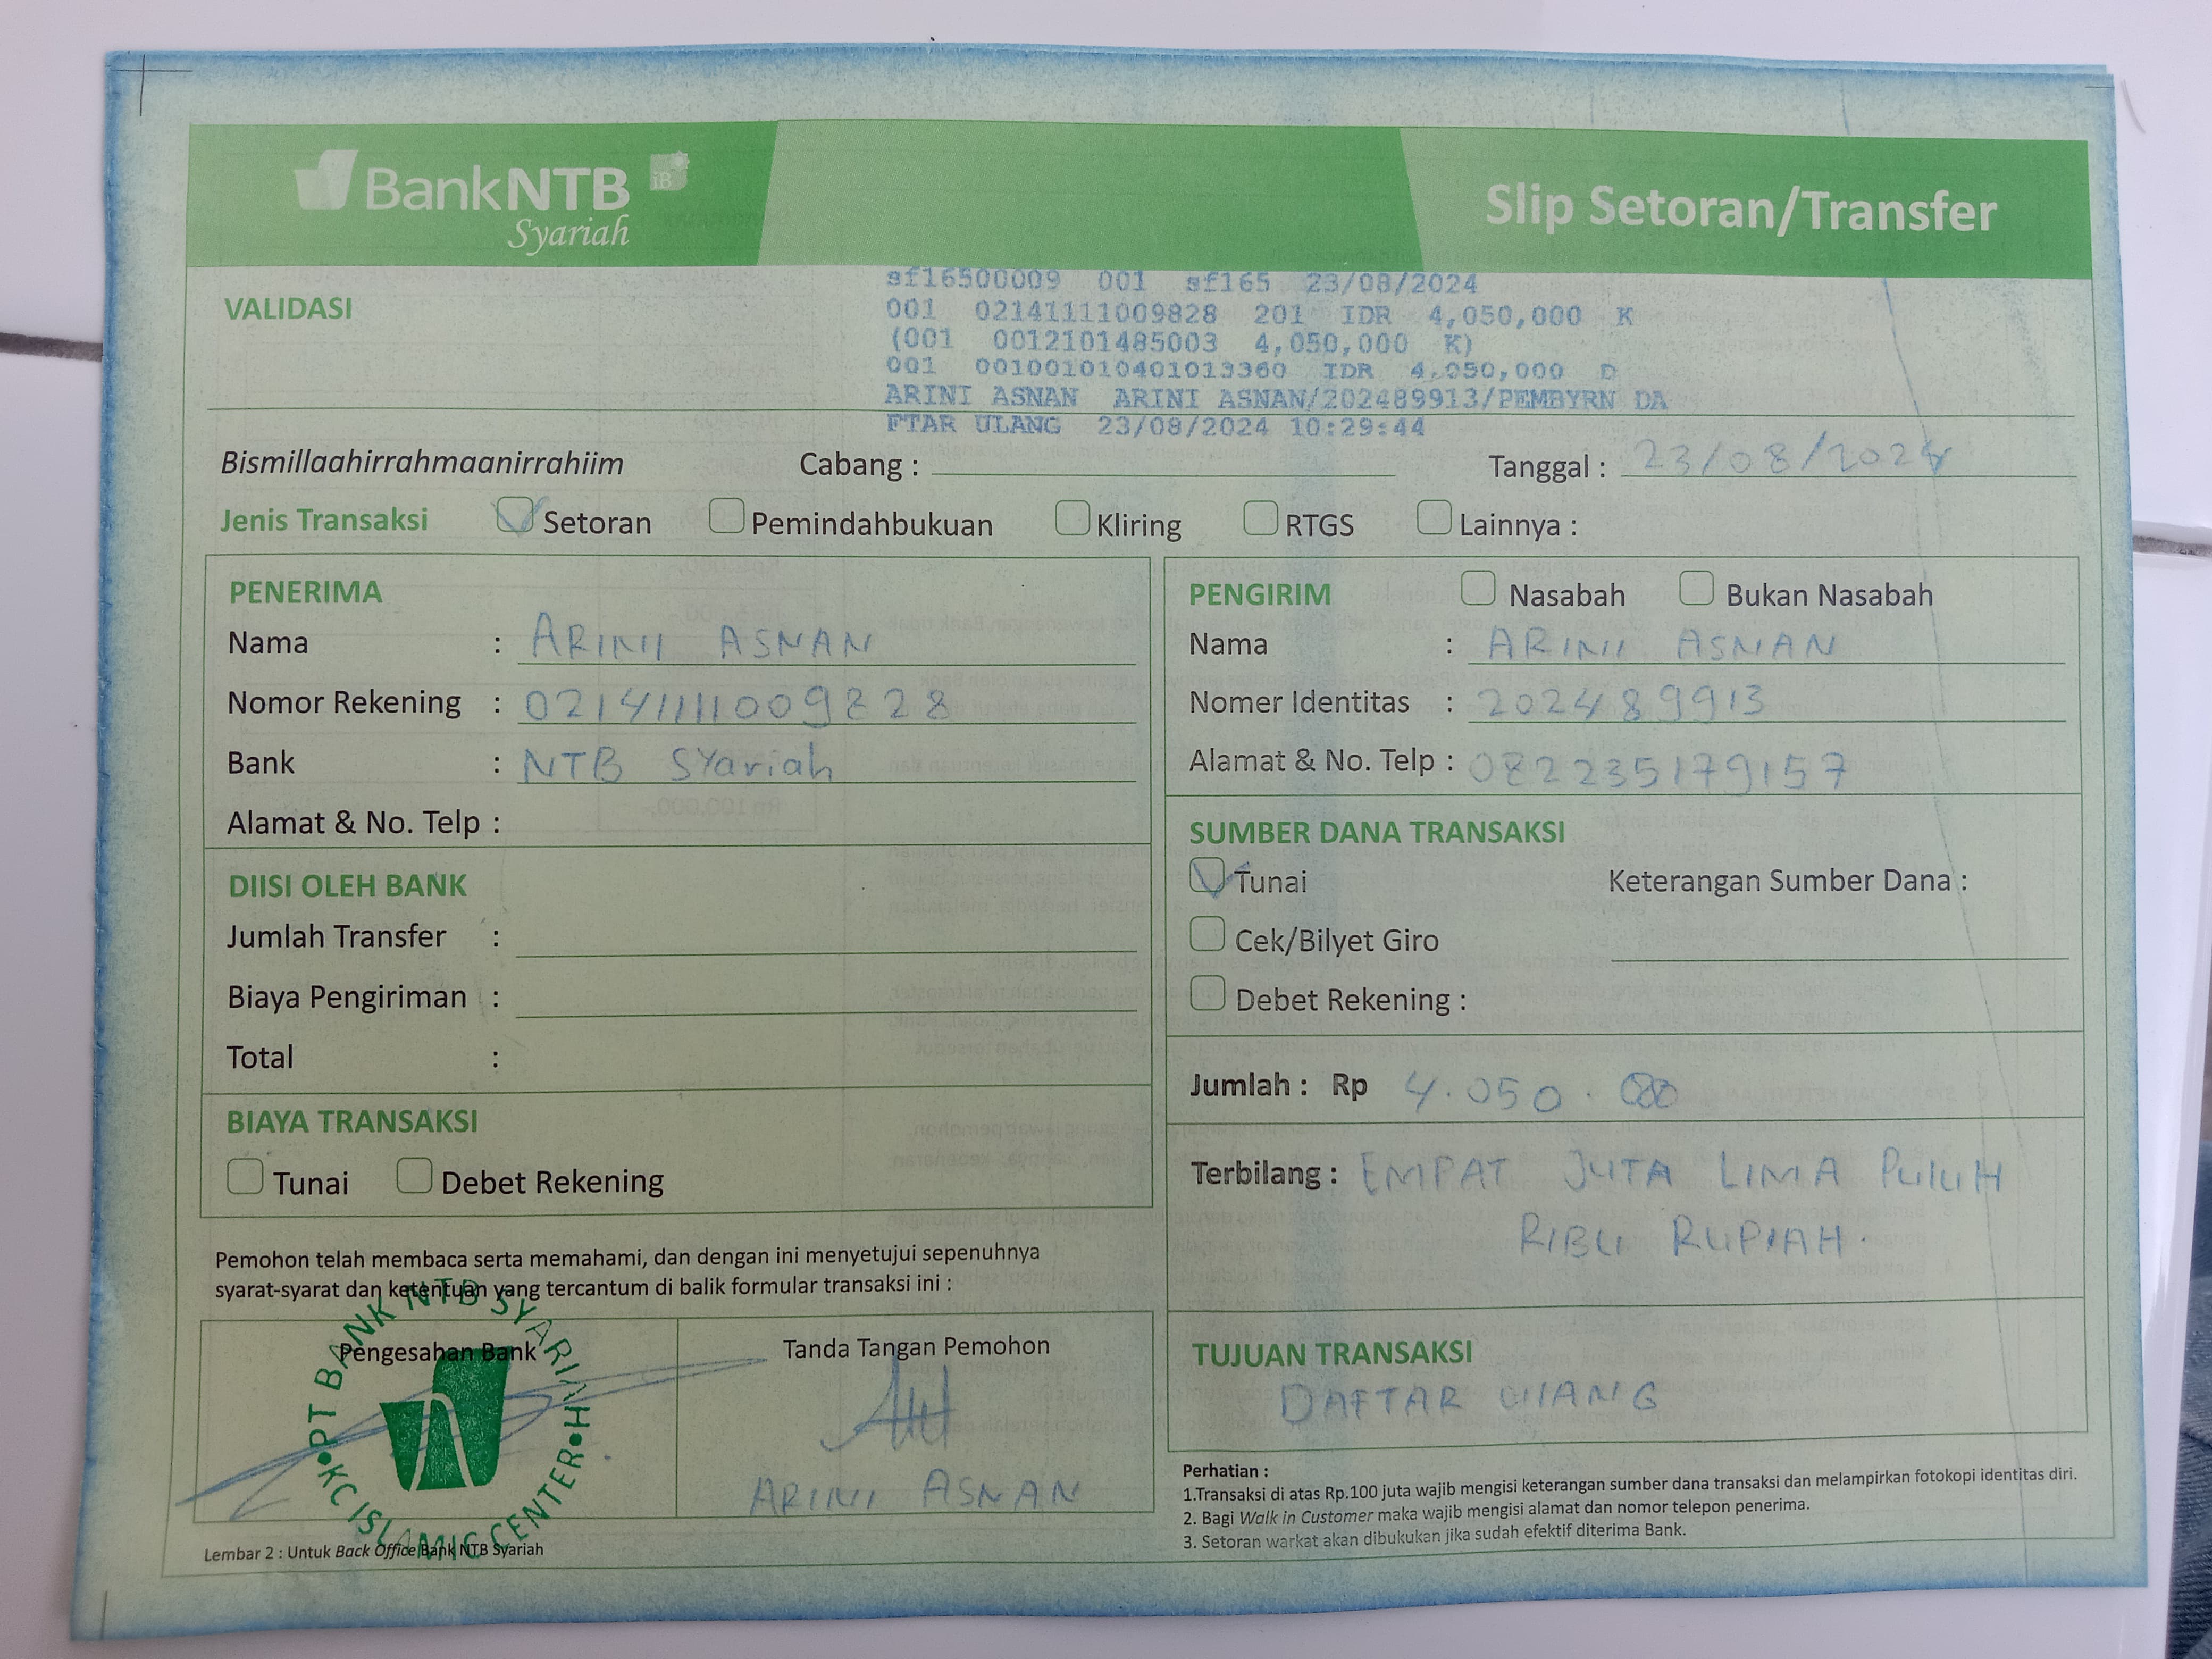 BankNTB iB
Syariah
Slip Setoran/Transfer
VALIDASI
sf16500009 001 sf165 23/08/2024
001 02141111009828 201 IDR 4,050,000 K
(001 0012101485003 4,050,000 K)
001 001001010401013360 IDR 4,050,000 D
ARINI ASNAN ARINI ASNAN/202489913/PEMBYRN DA
FTAR ULANG 23/08/2024 10:29:44
Bismillaahirrahmaanirrahiim Cabang : Tanggal : 23/08/2024
Jenis Transaksi Setoran Pemindahbukuan Kliring RTGS Lainnya :
PENERIMA
Nama : ARINI ASNAN
Nomor Rekening : 02141111009828
Bank : NTB SYariah
Alamat & No. Telp :
DIISI OLEH BANK
Jumlah Transfer :
Biaya Pengiriman :
Total :
BIAYA TRANSAKSI
Tunai Debet Rekening
PENGIRIM Nasabah Bukan Nasabah
Nama : ARINI ASNAN
Nomer Identitas : 202489913
Alamat & No. Telp : 082235179157
SUMBER DANA TRANSAKSI
Tunai Keterangan Sumber Dana :
Cek/Bilyet Giro
Debet Rekening :
Jumlah : Rp 4.050.000
Terbilang : EMPAT JUTA LIMA PULUH
RIBU RUPIAH.
TUJUAN TRANSAKSI
DAFTAR ULANG
Pemohon telah membaca serta memahami, dan dengan ini menyetujui sepenuhnya
syarat-syarat dan ketentuan yang tercantum di balik formular transaksi ini :
Pengesahan Bank
PT BANK NTB SYARIAH
KC ISLAMIC CENTER
Tanda Tangan Pemohon
ARINI ASNAN
Lembar 2 : Untuk Back Office Bank NTB Syariah
Perhatian :
1.Transaksi di atas Rp.100 juta wajib mengisi keterangan sumber dana transaksi dan melampirkan fotokopi identitas diri.
2. Bagi Walk in Customer maka wajib mengisi alamat dan nomor telepon penerima.
3. Setoran warkat akan dibukukan jika sudah efektif diterima Bank.